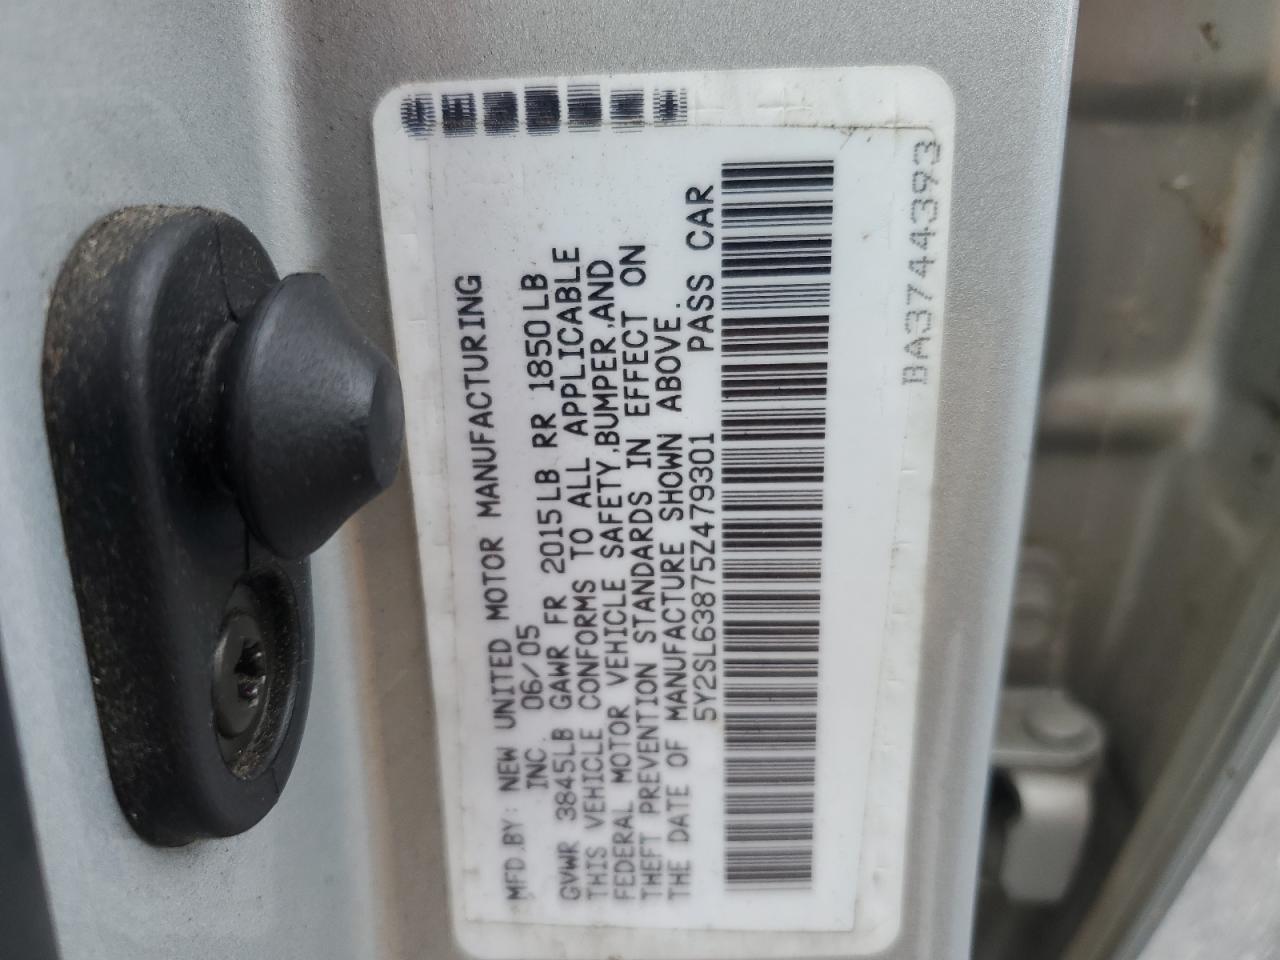 MFD.BY: NEW UNITED MOTOR MANUFACTURING
INC. 06/05
GVWR 3845LB GAWR FR 2015LB RR 1850LB
THIS VEHICLE CONFORMS TO ALL APPLICABLE
FEDERAL MOTOR VEHICLE SAFETY,BUMPER,AND
THEFT PREVENTION STANDARDS IN EFFECT ON
THE DATE OF MANUFACTURE SHOWN ABOVE.
5Y2SL63875Z479301 PASS CAR
BA3744393